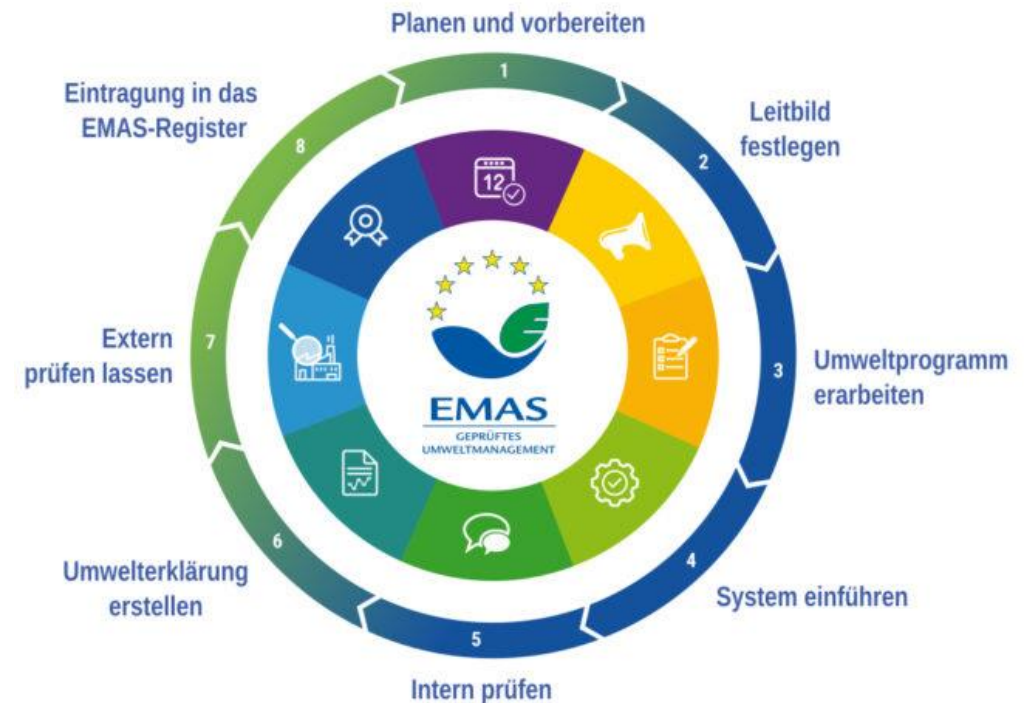 1
Planen und vorbereiten
2
Leitbild
festlegen
3
Umweltprogramm
erarbeiten
4
System einführen
5
Intern prüfen
6
Umwelterklärung
erstellen
7
Extern
prüfen lassen
8
Eintragung in das
EMAS-Register
12
EMAS
GEPRÜFTES
UMWELTMANAGEMENT